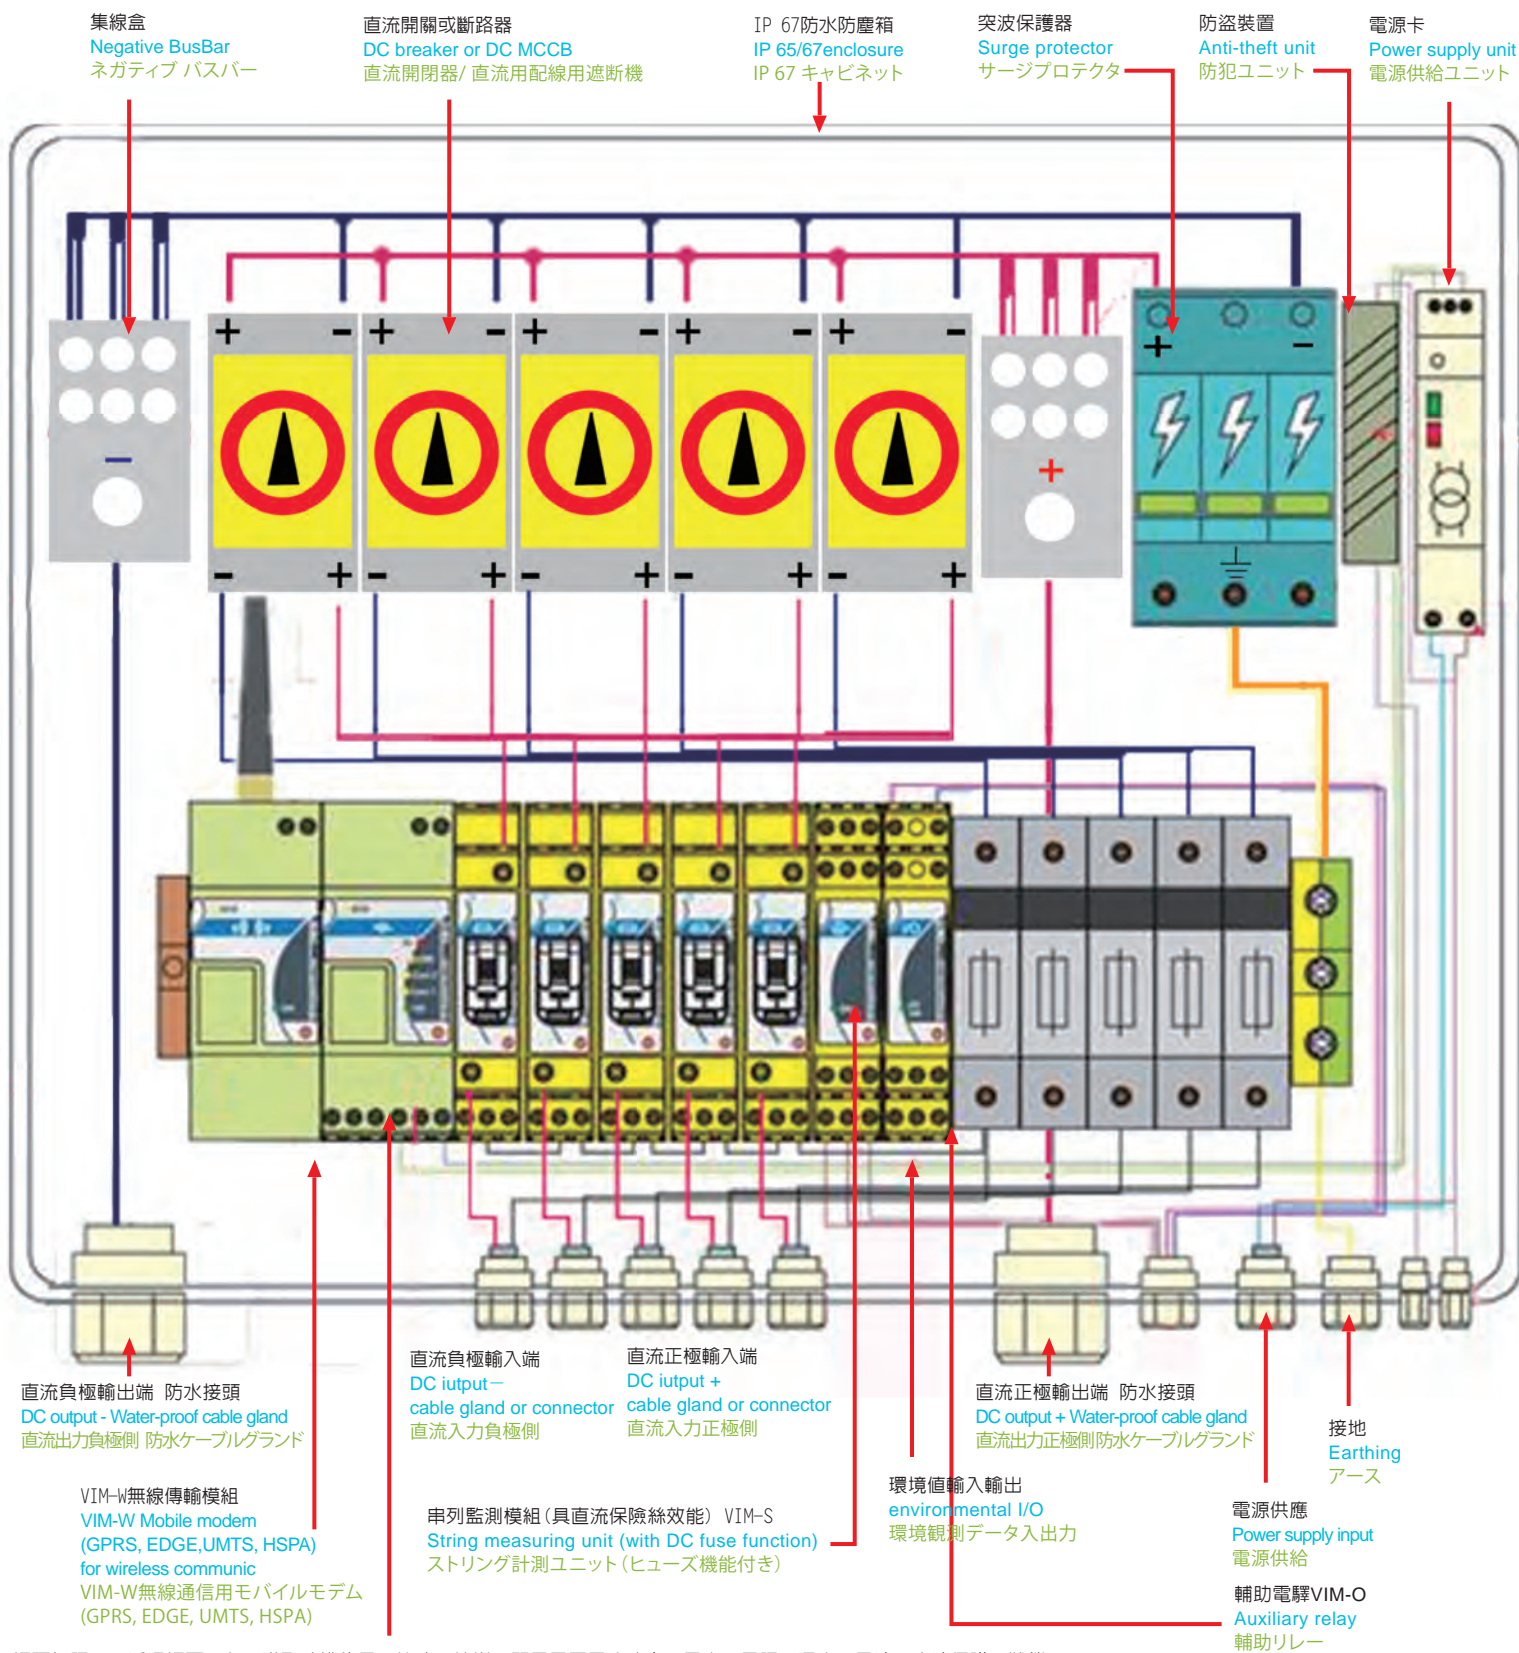 集線盒
Negative BusBar
ネガティブ バスバー
直流開關或斷路器
DC breaker or DC MCCB
直流開閉器/ 直流用配線用遮断機
IP 67防水防塵箱
IP 65/67enclosure
IP 67 キャビネット
突波保護器
Surge protector
サージプロテクタ
防盜裝置
Anti-theft unit
防犯ユニット
電源卡
Power supply unit
電源供給ユニット
+ −
+ −
+ −
+ −
+ −
+ −
−
+
− +
− +
− +
− +
− +
直流負極輸出端 防水接頭
DC output - Water-proof cable gland
直流出力負極側 防水ケーブルグランド
直流負極輸入端
DC iutput－
cable gland or connector
直流入力負極側
直流正極輸入端
DC iutput +
cable gland or connector
直流入力正極側
直流正極輸出端 防水接頭
DC output + Water-proof cable gland
直流出力正極側防水ケーブルグランド
接地
Earthing
アース
VIM-W無線傳輸模組
VIM-W Mobile modem
(GPRS, EDGE,UMTS, HSPA)
for wireless communic
VIM-W無線通信用モバイルモデム
(GPRS, EDGE, UMTS, HSPA)
串列監測模組(具直流保險絲效能) VIM-S
String measuring unit (with DC fuse function)
ストリング計測ユニット(ヒューズ機能付き)
環境值輸入輸出
environmental I/O
環境観測データ入出力
電源供應
Power supply input
電源供給
輔助電驛VIM-O
Auxiliary relay
輔助リレー